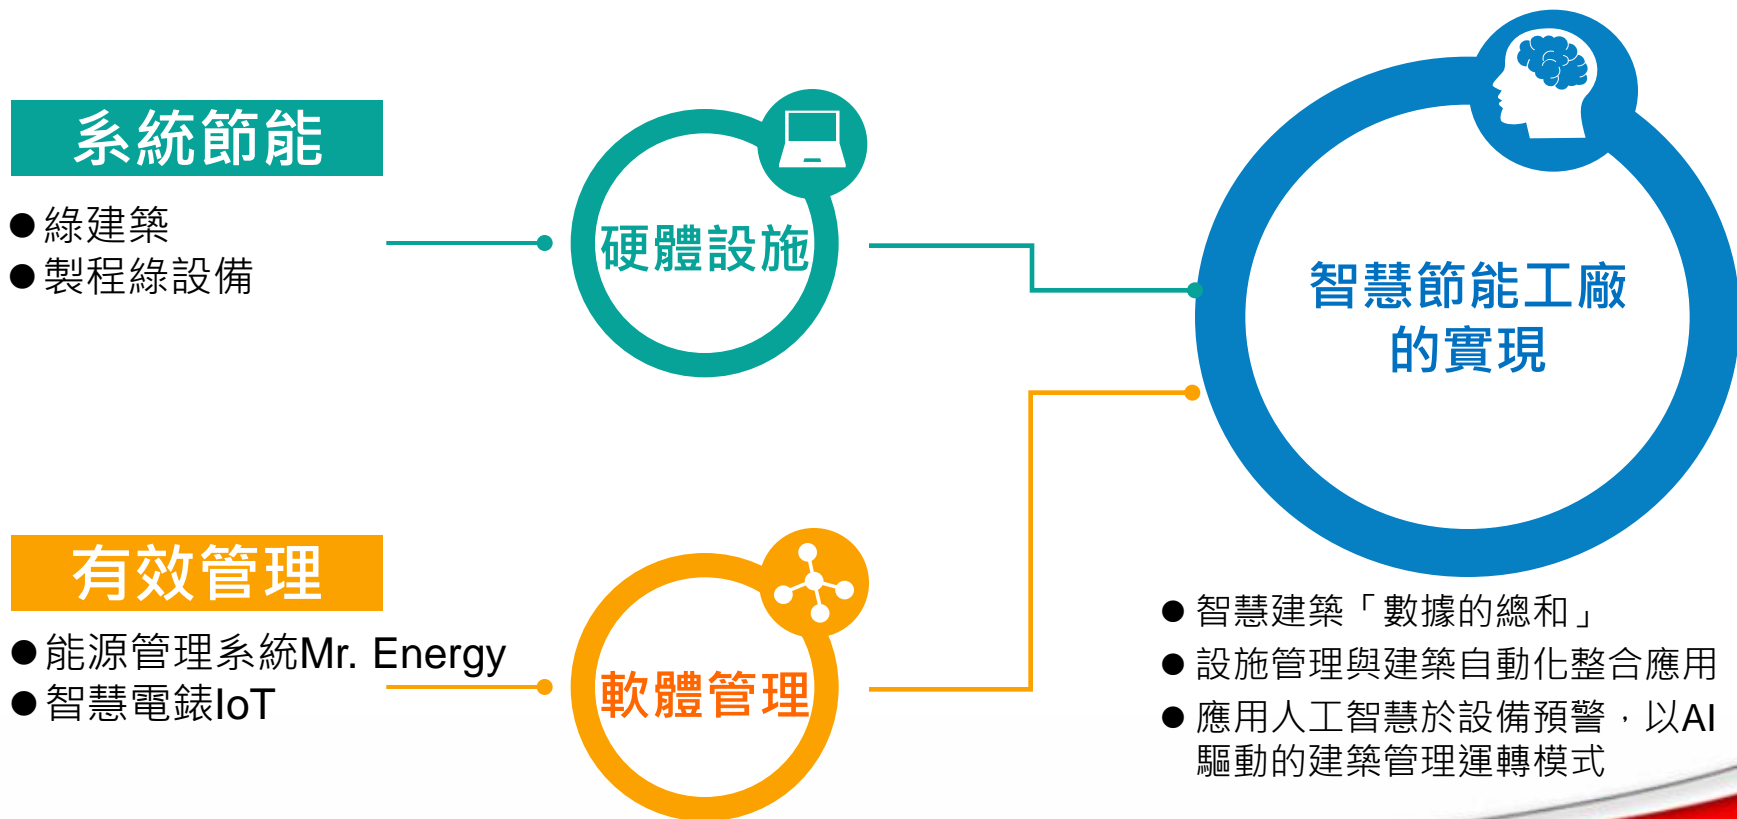 系統節能
●綠建築
●製程綠設備
硬體設施
有效管理
●能源管理系統Mr. Energy
●智慧電錶IoT
軟體管理
智慧節能工廠
的實現
●智慧建築「數據的總和」
●設施管理與建築自動化整合應用
●應用人工智慧於設備預警，以AI
驅動的建築管理運轉模式